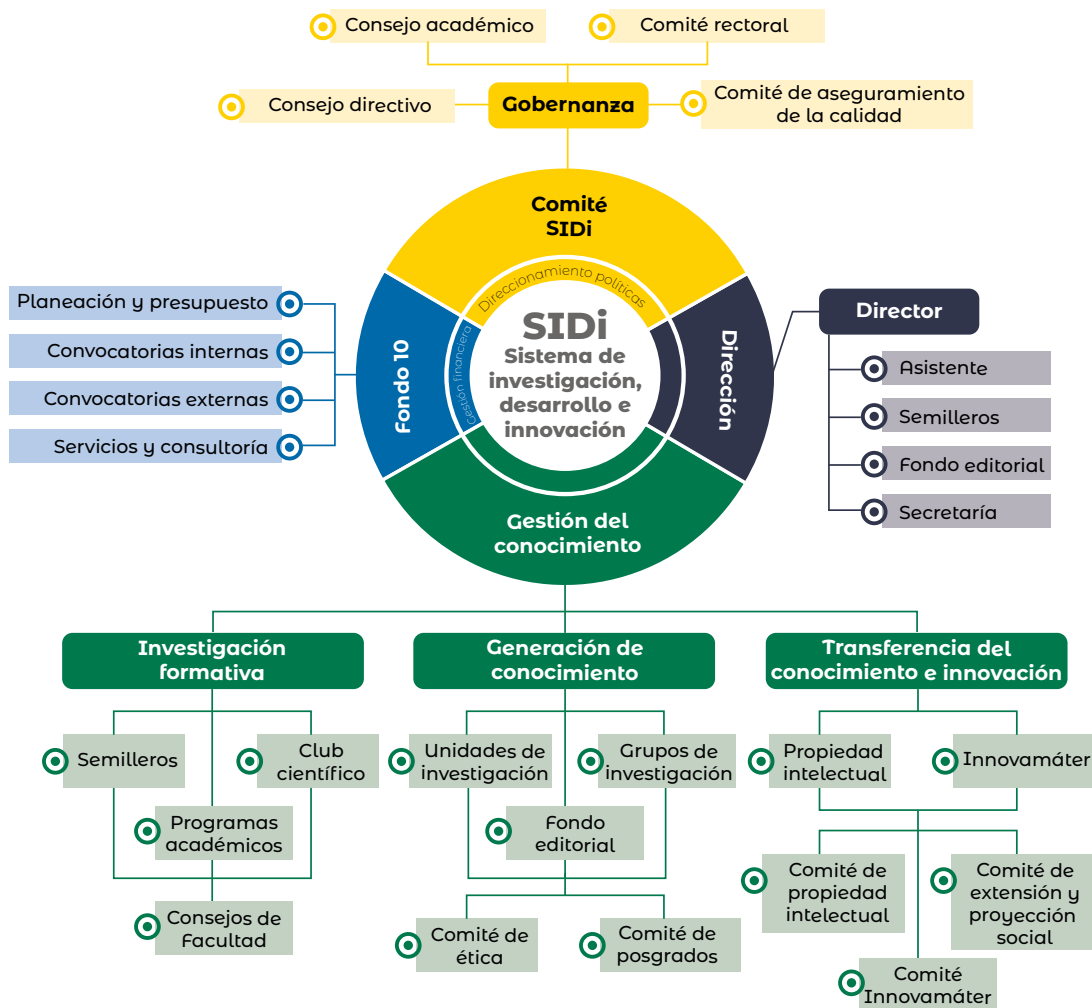 Consejo académico
Comité rectoral
Consejo directivo
Gobernanza
Comité de aseguramiento
de la calidad
Comité
SIDi
Direccionamiento políticas
Planeación y presupuesto
Convocatorias internas
Convocatorias externas
Servicios y consultoría
Fondo 10
Gestión financiera
SIDi
Sistema de
investigación,
desarrollo e
innovación
Dirección
Director
Asistente
Semilleros
Fondo editorial
Secretaría
Gestión del
conocimiento
Investigación
formativa
Generación de
conocimiento
Transferencia del
conocimiento e innovación
Semilleros
Club
científico
Programas
académicos
Consejos de
Facultad
Unidades de
investigación
Grupos de
investigación
Fondo
editorial
Comité de
ética
Comité de
posgrados
Propiedad
intelectual
Innovamáter
Comité de
propiedad
intelectual
Comité de
extensión y
proyección
social
Comité
Innovamáter